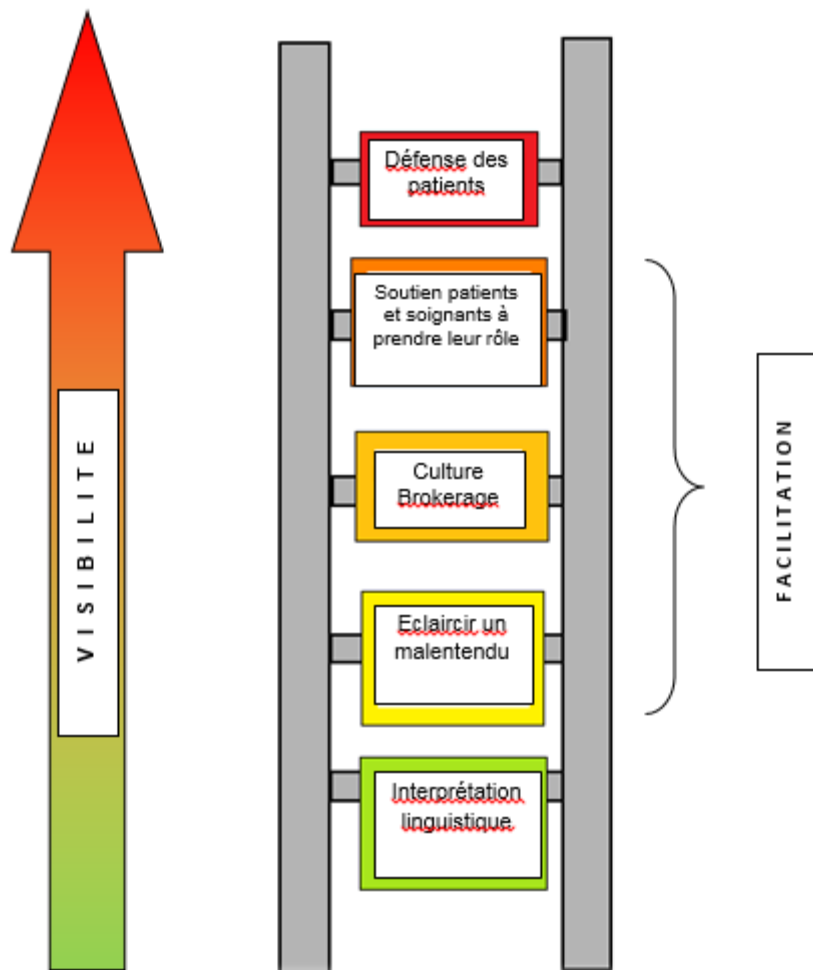 Défense des
patients
Soutien patients
et soignants à
prendre leur rôle
Culture
Brokerage
Eclaircir un
malentendu
Interprétation
linguistique
VISIBILITE
FACILITATION